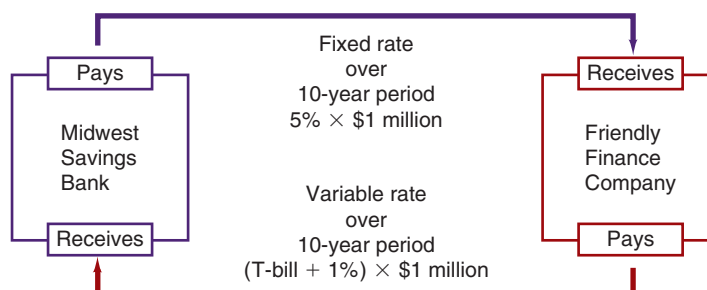 Pays
Fixed rate
over
10-year period
5% × $1 million
Receives
Midwest
Savings
Bank
Friendly
Finance
Company
Receives
Variable rate
over
10-year period
(T-bill + 1%) × $1 million
Pays